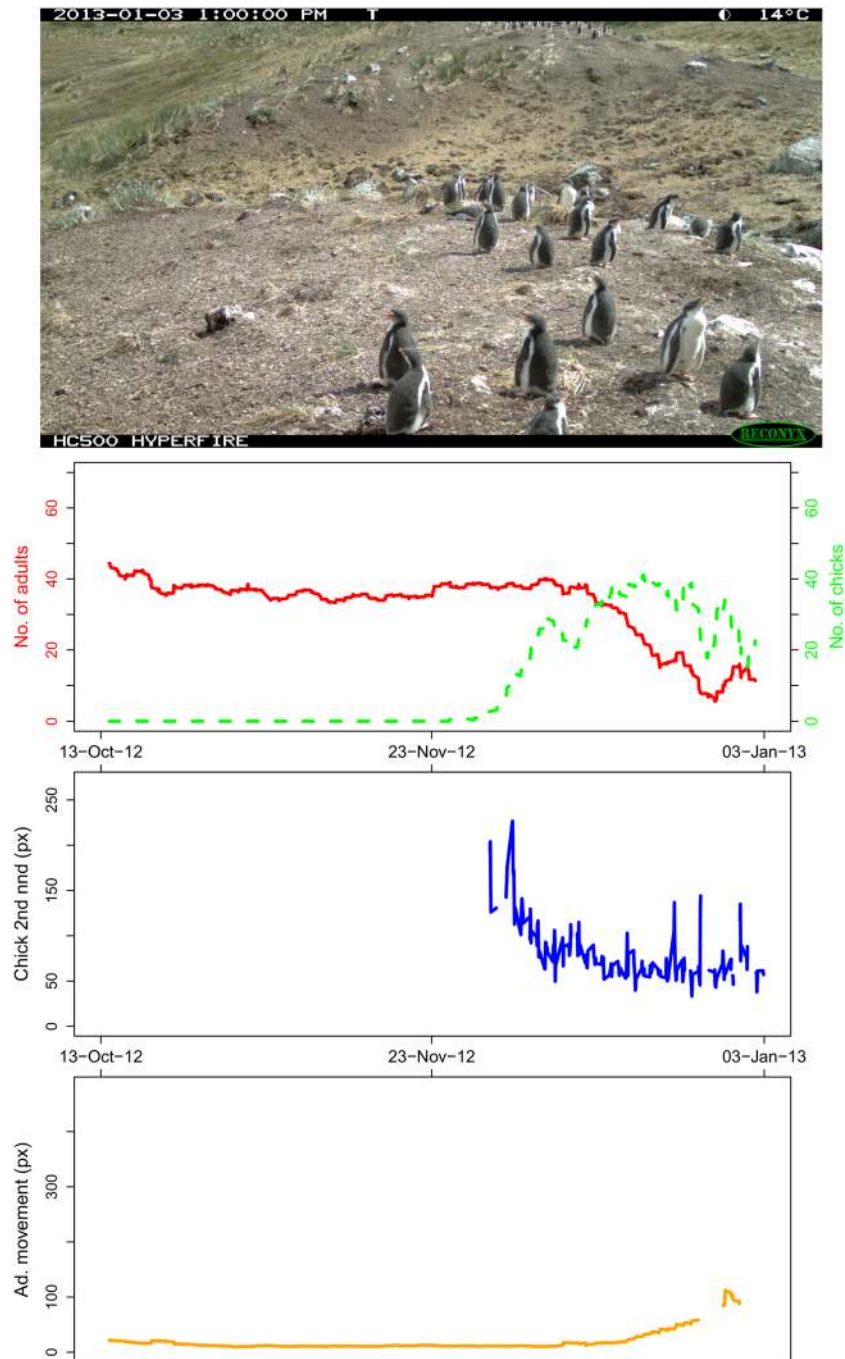 2013-01-03 1:00:00 PM T 14°C
HC500 HYPERFIRE RECONYX
No. of adults
0 20 40 60
No. of chicks
0 20 40 60
13-Oct-12 23-Nov-12 03-Jan-13
Chick 2nd nnd (px)
0 50 150 250
13-Oct-12 23-Nov-12 03-Jan-13
Ad. movement (px)
0 100 300